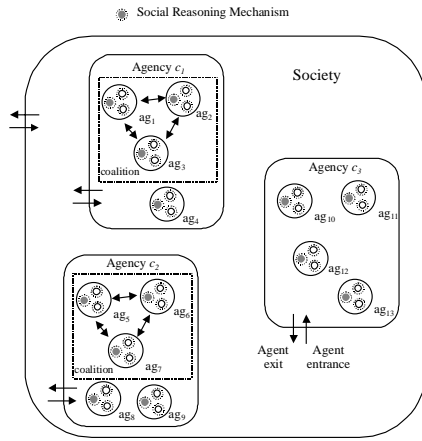 Social Reasoning Mechanism
Agency c1
Society
ag1
ag2
ag3
coalition
ag4
Agency c3
ag10
ag11
ag12
ag13
Agency c2
ag5
ag6
ag7
coalition
ag8
ag9
Agent exit
Agent entrance